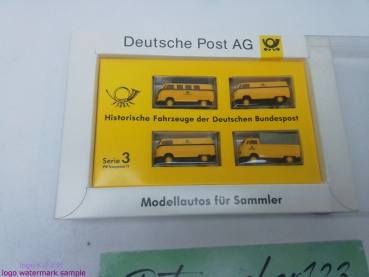 Deutsche Post AG
Historische Fahrzeuge der Deutschen Bundespost
Serie 3
Modellautos für Sammler
logo watermark sample